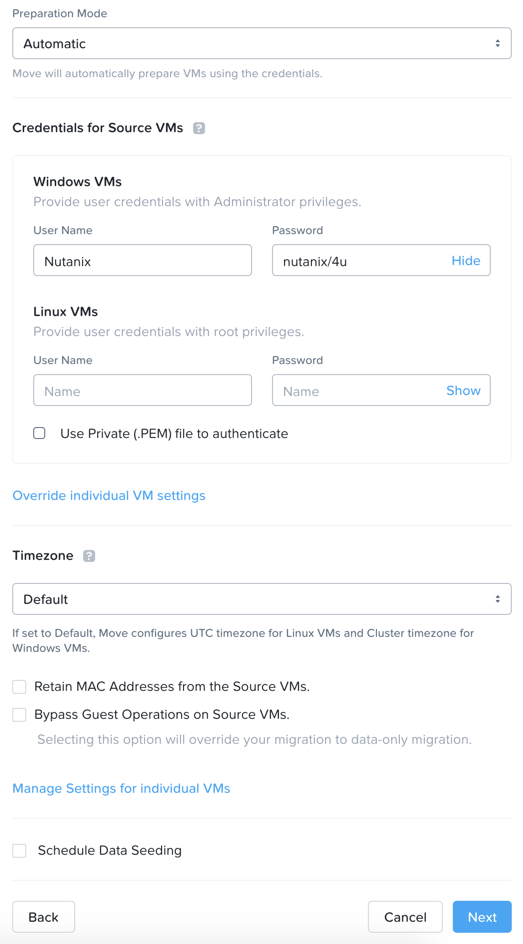 Preparation Mode
Automatic
Move will automatically prepare VMs using the credentials.
Credentials for Source VMs ?
Windows VMs
Provide user credentials with Administrator privileges.
User Name
Password
Nutanix
nutanix/4u
Hide
Linux VMs
Provide user credentials with root privileges.
User Name
Password
Name
Name
Show
Use Private (.PEM) file to authenticate
Override individual VM settings
Timezone ?
Default
If set to Default, Move configures UTC timezone for Linux VMs and Cluster timezone for
Windows VMs.
Retain MAC Addresses from the Source VMs.
Bypass Guest Operations on Source VMs.
Selecting this option will override your migration to data-only migration.
Manage Settings for individual VMs
Schedule Data Seeding
Back
Cancel
Next